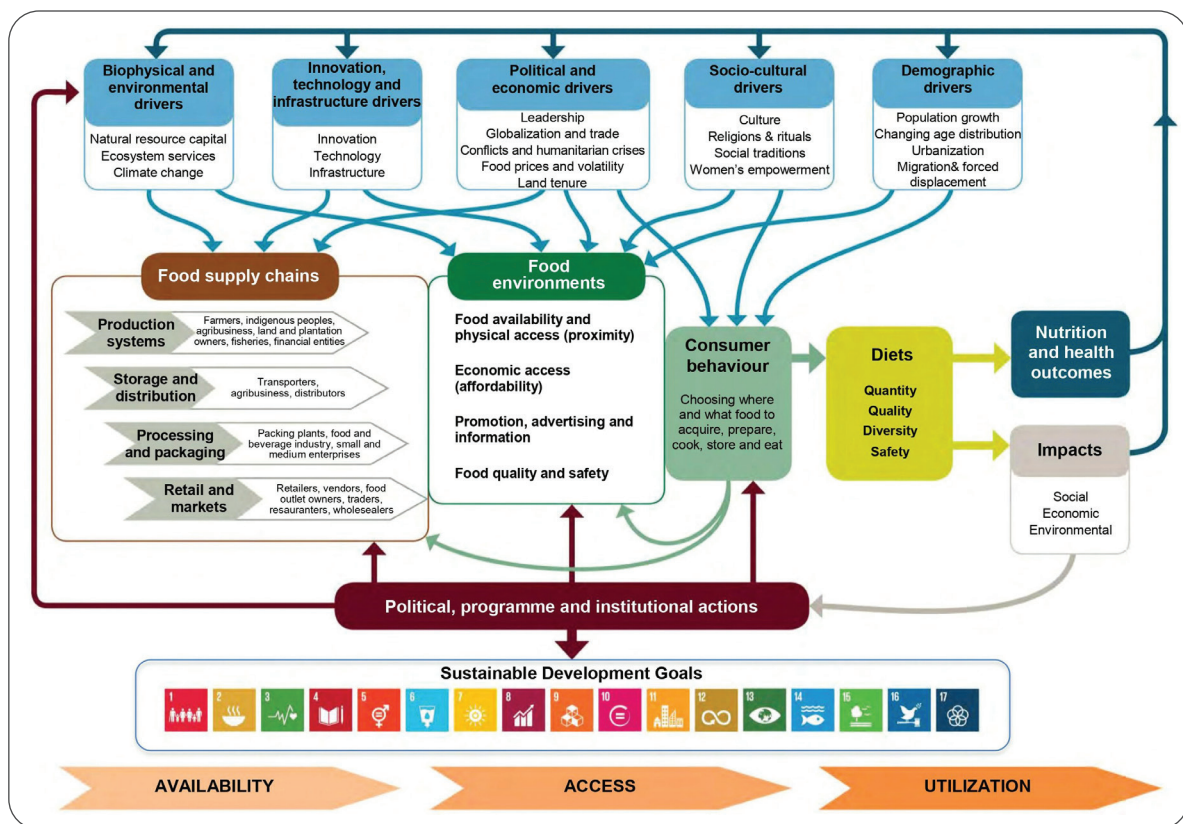 Biophysical and
environmental
drivers
Natural resource capital
Ecosystem services
Climate change
Innovation,
technology and
infrastructure drivers
Innovation
Technology
Infrastructure
Political and
economic drivers
Leadership
Globalization and trade
Conflicts and humanitarian crises
Food prices and volatility
Land tenure
Socio-cultural
drivers
Culture
Religions & rituals
Social traditions
Women's empowerment
Demographic
drivers
Population growth
Changing age distribution
Urbanization
Migration& forced
displacement
Food supply chains
Production
systems
Farmers, indigenous peoples,
agribusiness, land and plantation
owners, fisheries, financial entities
Storage and
distribution
Transporters,
agribusiness, distributors
Processing
and packaging
Packing plants, food and
beverage industry, small and
medium enterprises
Retail and
markets
Retailers, vendors, food
outlet owners, traders,
resauranters, wholesealers
Food
environments
Food availability and
physical access (proximity)
Economic access
(affordability)
Promotion, advertising and
information
Food quality and safety
Consumer
behaviour
Choosing where
and what food to
acquire, prepare,
cook, store and eat
Diets
Quantity
Quality
Diversity
Safety
Nutrition
and health
outcomes
Impacts
Social
Economic
Environmental
Political, programme and institutional actions
Sustainable Development Goals
1 2 3 4 5 6 7 8 9 10 11 12 13 14 15 16 17
AVAILABILITY
ACCESS
UTILIZATION